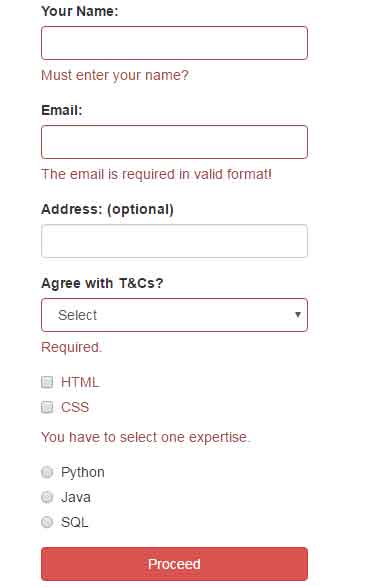 Your Name:
Must enter your name?
Email:
The email is required in valid format!
Address: (optional)
Agree with T&Cs?
Select
Required.
HTML
CSS
You have to select one expertise.
Python
Java
SQL
Proceed